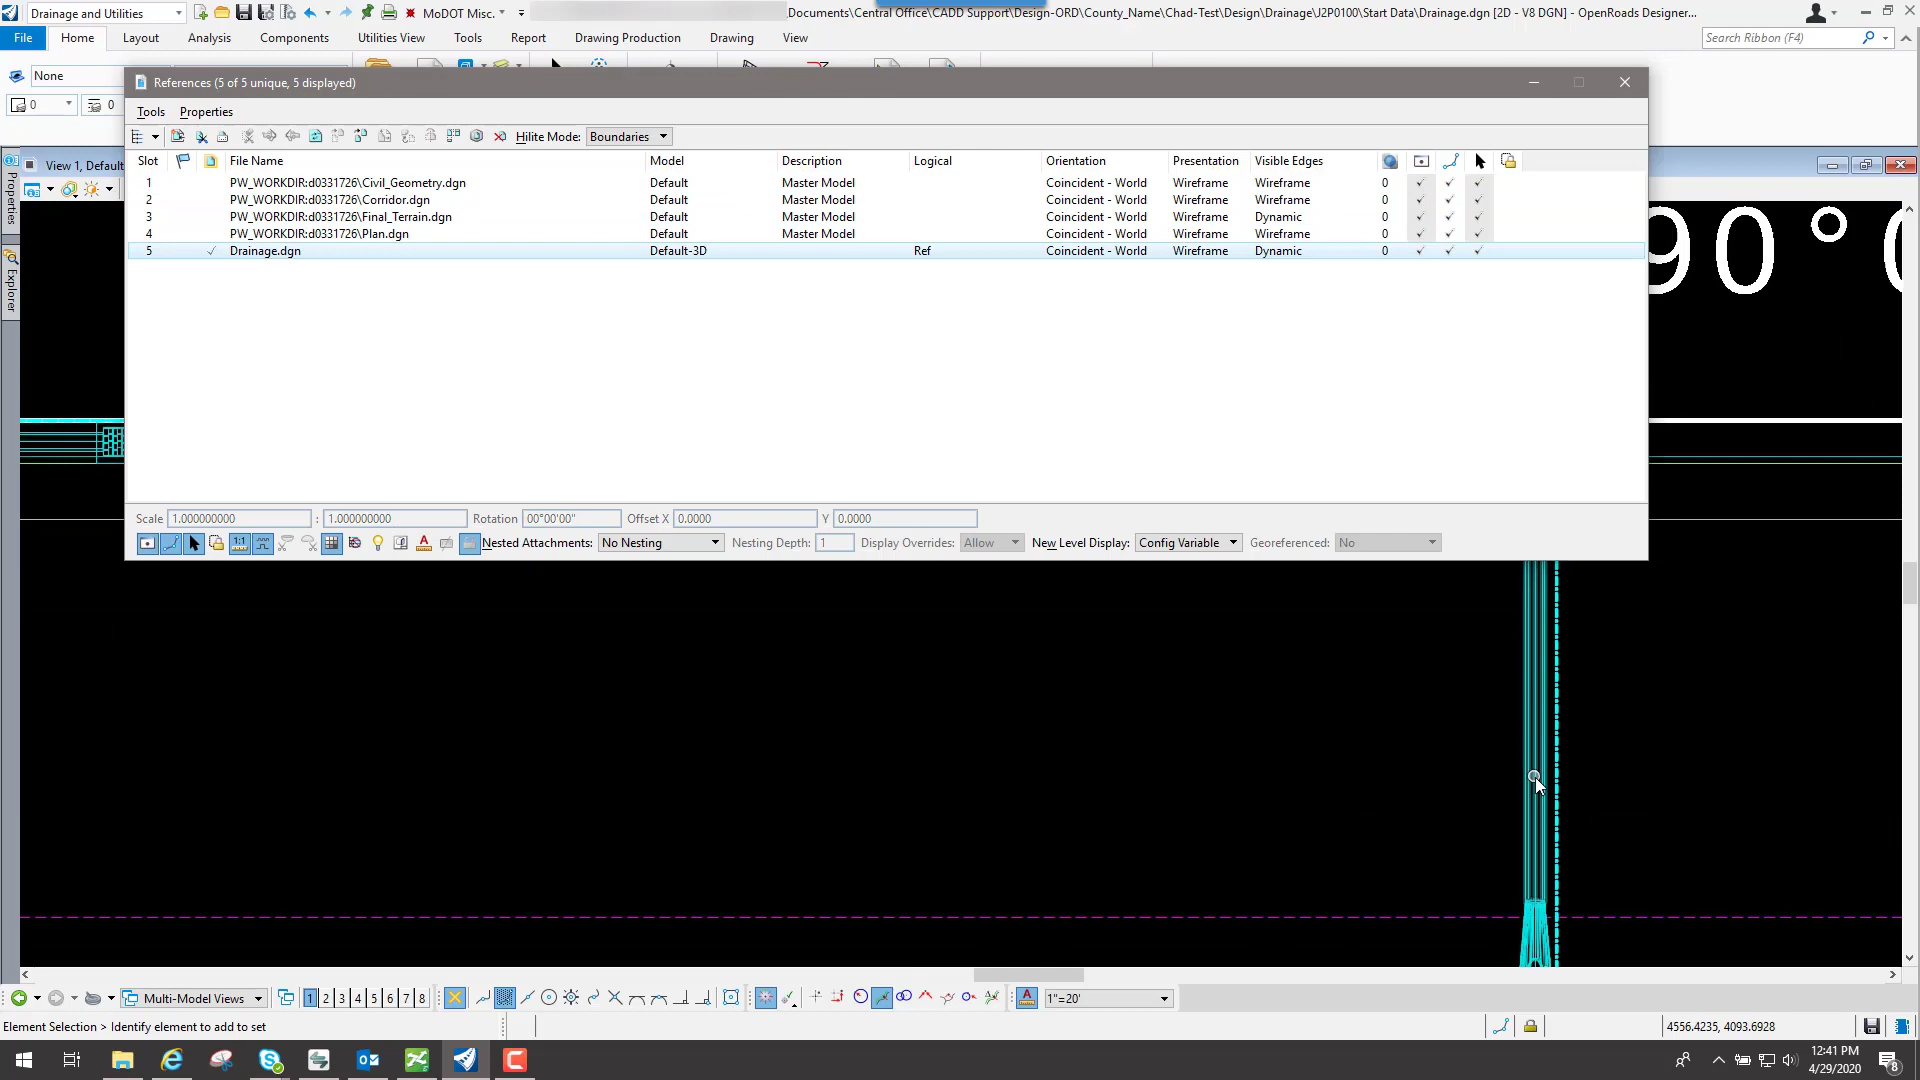 Drainage and Utilities
MoDOT Misc.
.Documents\Central Office\CADD Support\Design-ORD\County_Name\Chad-Test\Design\Drainage\J2P0100\Start Data\Drainage.dgn [2D - V8 DGN] - OpenRoads Designer...
File Home Layout Analysis Geometry Components Utilities View Tools Report Drawing Production Drawing View
Search Ribbon (F4)
None
0 0
References (5 of 5 unique, 5 displayed)
Tools Properties
Hilite Mode: Boundaries
Slot File Name Model Description Logical Orientation Presentation Visible Edges
1 PW_WORKDIR:d0331726\Civil_Geometry.dgn Default Master Model Coincident - World Wireframe Wireframe 0
2 PW_WORKDIR:d0331726\Corridor.dgn Default Master Model Coincident - World Wireframe Wireframe 0
3 PW_WORKDIR:d0331726\Final_Terrain.dgn Default Master Model Coincident - World Wireframe Dynamic 0
4 PW_WORKDIR:d0331726\Plan.dgn Default Master Model Coincident - World Wireframe Wireframe 0
5 Drainage.dgn Default-3D Ref Coincident - World Wireframe Dynamic 0
Scale 1.000000000 : 1.000000000 Rotation 00°00'00" Offset X 0.0000 Y 0.0000
1:1 Nested Attachments: No Nesting Nesting Depth: 1 Display Overrides: Allow New Level Display: Config Variable Georeferenced: No
View 1, Default
Properties
Explorer
90°
Multi-Model Views 1 2 3 4 5 6 7 8 1"=20'
Element Selection > Identify element to add to set
4556.4235, 4093.6928
12:41 PM
4/29/2020
8